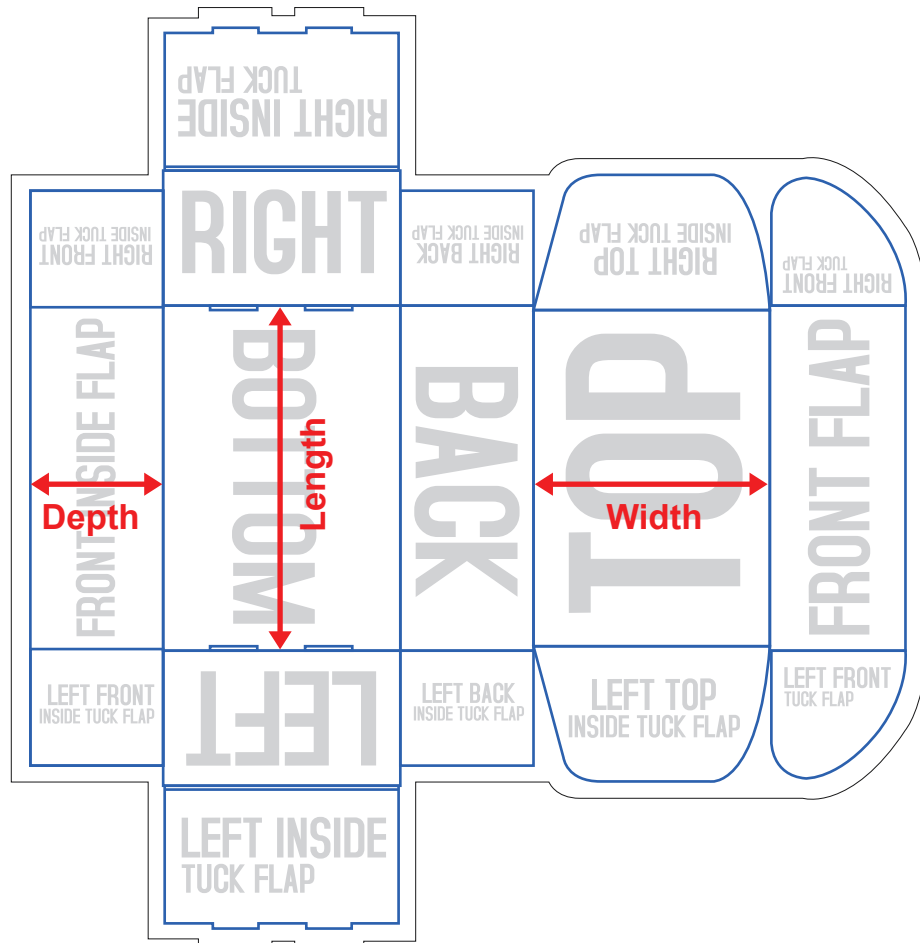 RIGHT INSIDE
TUCK FLAP
RIGHT
RIGHT FRONT
INSIDE TUCK FLAP
RIGHT BACK
INSIDE TUCK FLAP
RIGHT TOP
INSIDE TUCK FLAP
RIGHT FRONT
TUCK FLAP
FRONT INSIDE FLAP
BOTTOM
BACK
TOP
FRONT FLAP
Depth
Length
Width
LEFT FRONT
INSIDE TUCK FLAP
LEFT
LEFT BACK
INSIDE TUCK FLAP
LEFT TOP
INSIDE TUCK FLAP
LEFT FRONT
TUCK FLAP
LEFT INSIDE
TUCK FLAP